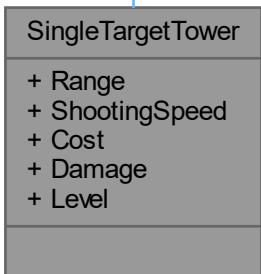 SingleTargetTower
+ Range
+ ShootingSpeed
+ Cost
+ Damage
+ Level